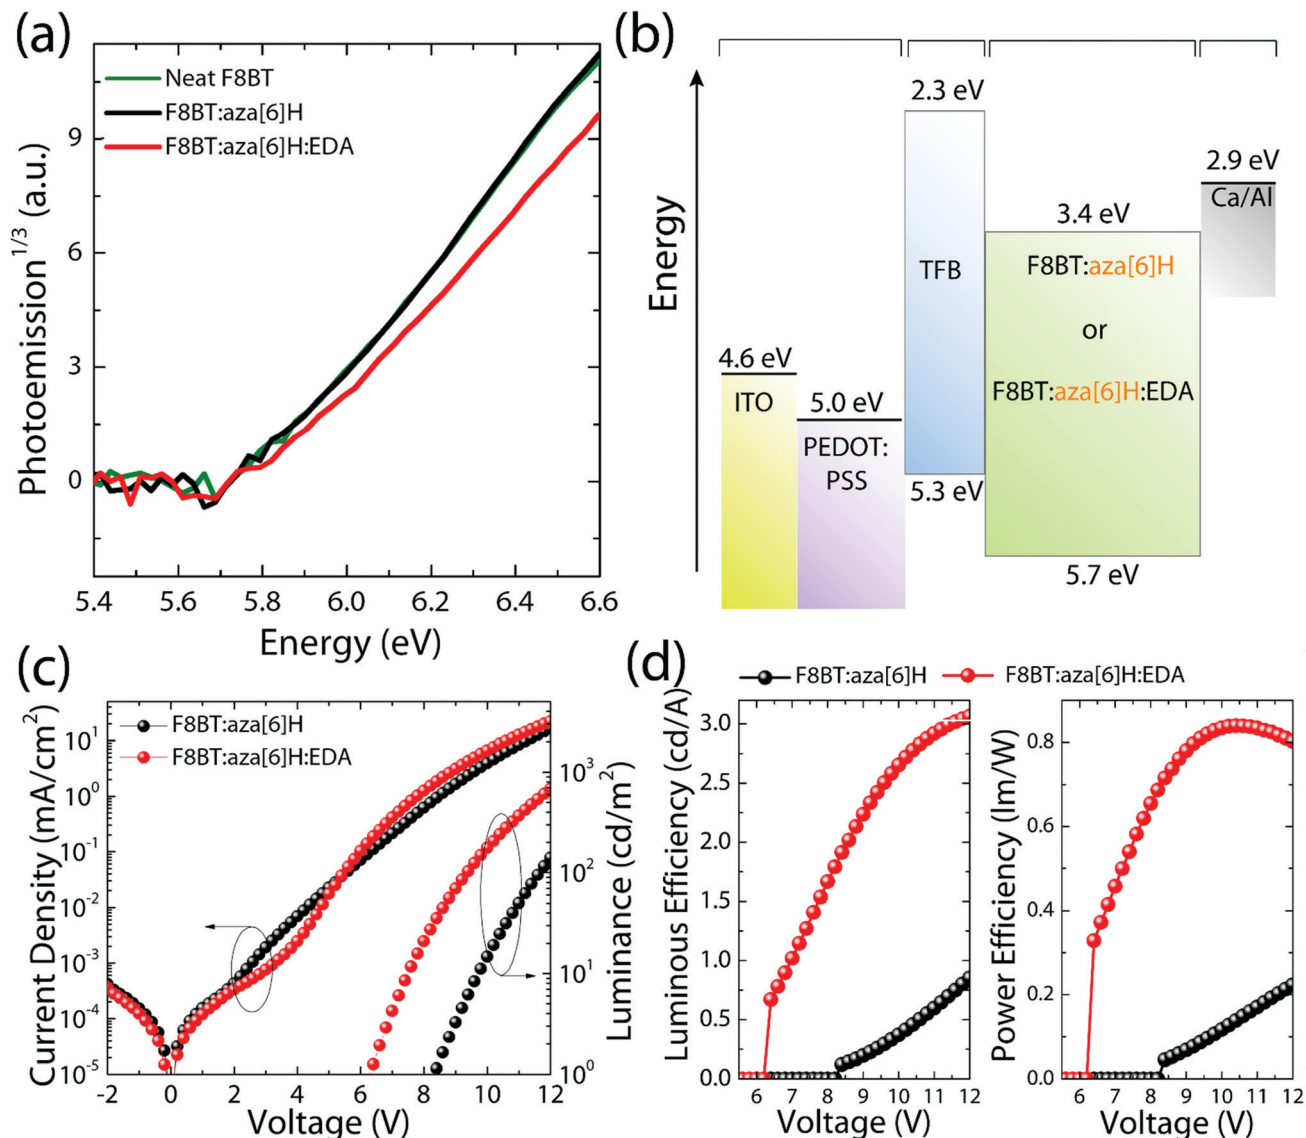 (a)
Neat F8BT
F8BT:aza[6]H
F8BT:aza[6]H:EDA
Photoemission^1/3 (a.u.)
9
6
3
0
5.4 5.6 5.8 6.0 6.2 6.4 6.6
Energy (eV)
(b)
Energy
2.3 eV
2.9 eV
Ca/Al
3.4 eV
TFB
F8BT:aza[6]H
or
F8BT:aza[6]H:EDA
4.6 eV
ITO
5.0 eV
PEDOT:
PSS
5.3 eV
5.7 eV
(c)
F8BT:aza[6]H
F8BT:aza[6]H:EDA
Current Density (mA/cm²)
10¹
10⁰
10⁻¹
10⁻²
10⁻³
10⁻⁴
10⁻⁵
-2 0 2 4 6 8 10 12
Voltage (V)
10³
10²
10¹
10⁰
Luminance (cd/m²)
(d)
F8BT:aza[6]H F8BT:aza[6]H:EDA
Luminous Efficiency (cd/A)
3.0
2.5
2.0
1.5
1.0
0.5
0.0
6 7 8 9 10 11 12
Voltage (V)
Power Efficiency (lm/W)
0.8
0.6
0.4
0.2
0.0
6 7 8 9 10 11 12
Voltage (V)